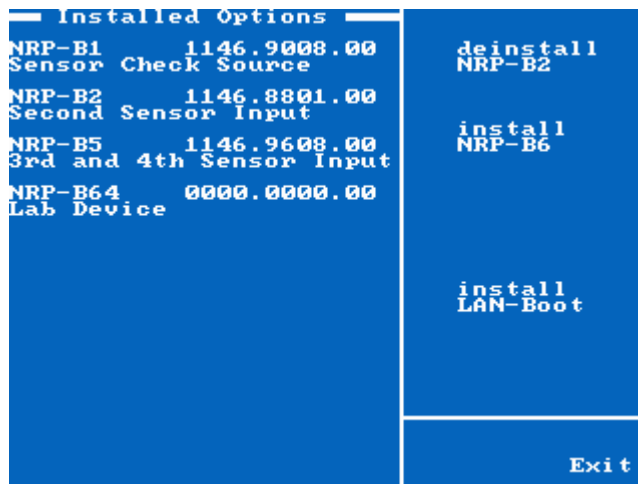 Installed Options
NRP-B1 1146.9008.00
Sensor Check Source
NRP-B2 1146.8801.00
Second Sensor Input
NRP-B5 1146.9608.00
3rd and 4th Sensor Input
NRP-B64 0000.0000.00
Lab Device
deinstall
NRP-B2
install
NRP-B6
install
LAN-Boot
Exit